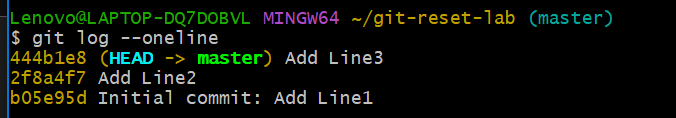 Lenovo@LAPTOP-DQ7DOBVL MINGW64 ~/git-reset-lab (master)
$ git log --oneline
444b1e8 (HEAD -> master) Add Line3
2f8a4f7 Add Line2
b05e95d Initial commit: Add Line1